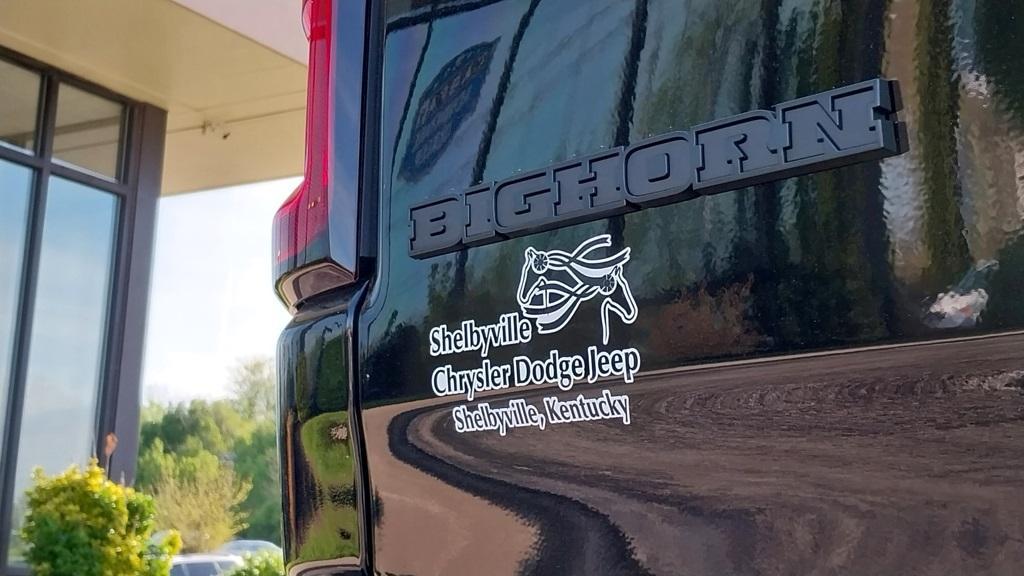 BIGHORN
Shelbyville
Chrysler Dodge Jeep
Shelbyville, Kentucky